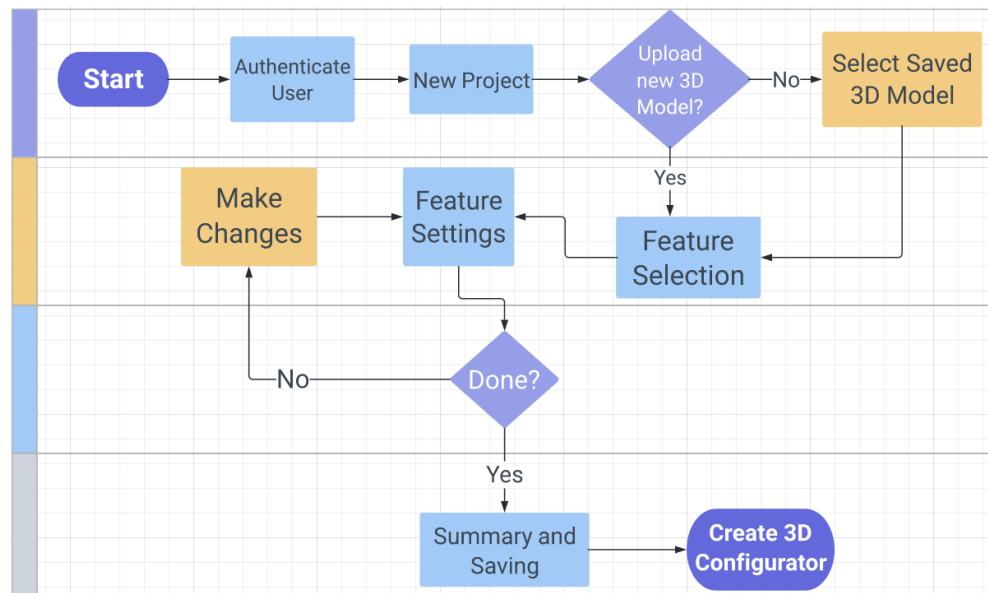 Start
Authenticate
User
New Project
Upload
new 3D
Model?
No
Select Saved
3D Model
Yes
Make
Changes
Feature
Settings
Feature
Selection
Done?
No
Yes
Summary and
Saving
Create 3D
Configurator